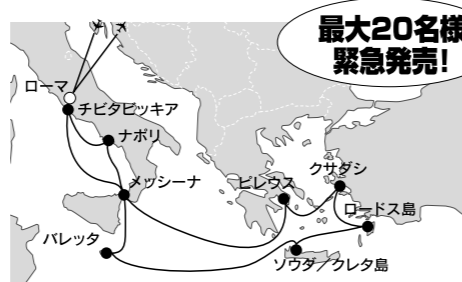 最大20名様
緊急発売!
ローマ
チビタビッキア
ナポリ
メッシーナ
ピレウス
クサダシ
ロードス島
バレッタ
ソウダ/クレタ島